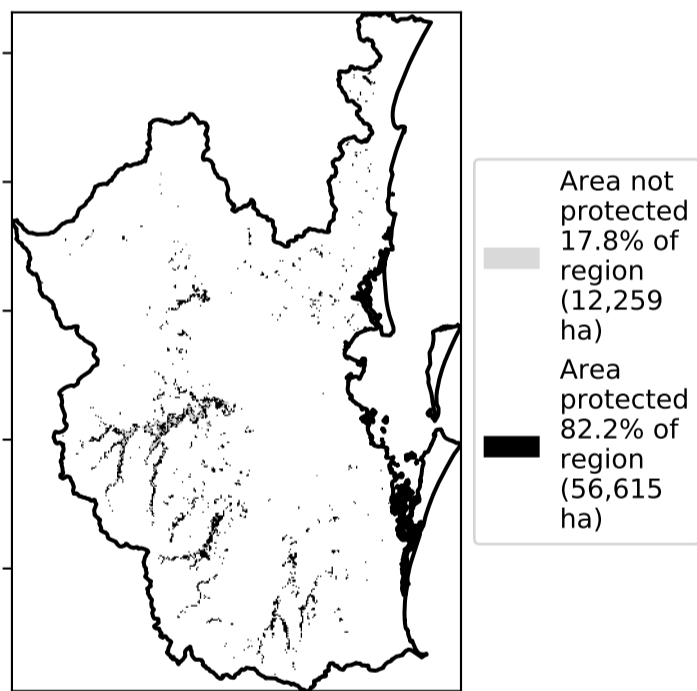 Area not
protected
17.8% of
region
(12,259
ha)
Area
protected
82.2% of
region
(56,615
ha)